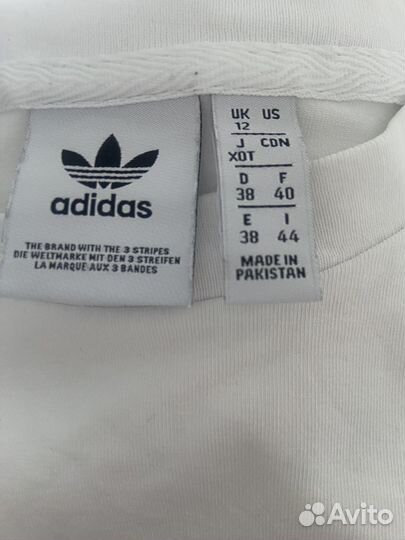 adidas
THE BRAND WITH THE 3 STRIPES
DIE WELTMARKE MIT DEN 3 STREIFEN
LA MARQUE AUX 3 BANDES
UK US
12
J CDN
XOT
D F
38 40
E I
38 44
MADE IN
PAKISTAN
Avito